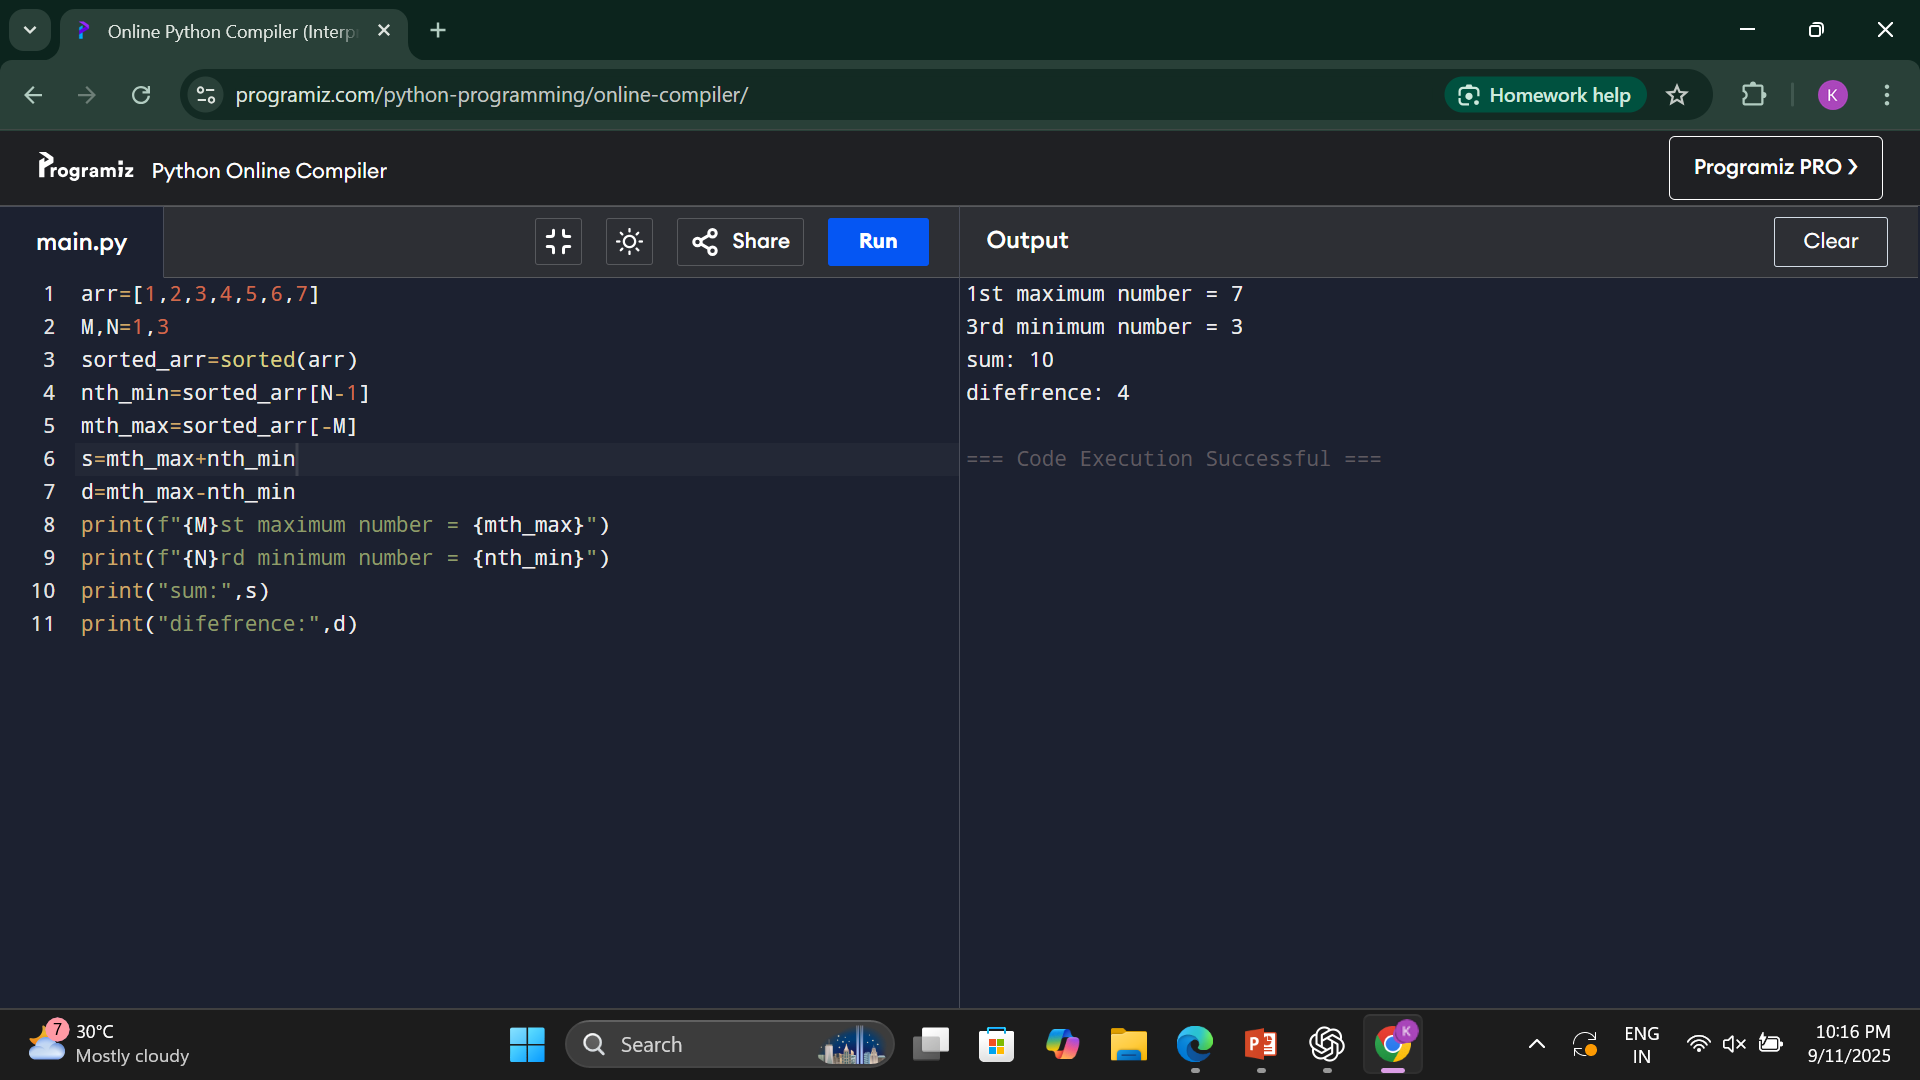 Online Python Compiler (Interp
programiz.com/python-programming/online-compiler/
Homework help
K
Programiz Python Online Compiler
Programiz PRO
main.py
Share
Run
Output
Clear
1 arr=[1,2,3,4,5,6,7]
2 M,N=1,3
3 sorted_arr=sorted(arr)
4 nth_min=sorted_arr[N-1]
5 mth_max=sorted_arr[-M]
6 s=mth_max+nth_min
7 d=mth_max-nth_min
8 print(f"{M}st maximum number = {mth_max}")
9 print(f"{N}rd minimum number = {nth_min}")
10 print("sum:",s)
11 print("difefrence:",d)
1st maximum number = 7
3rd minimum number = 3
sum: 10
difefrence: 4
=== Code Execution Successful ===
7
30°C
Mostly cloudy
Search
P
K
ENG
IN
10:16 PM
9/11/2025